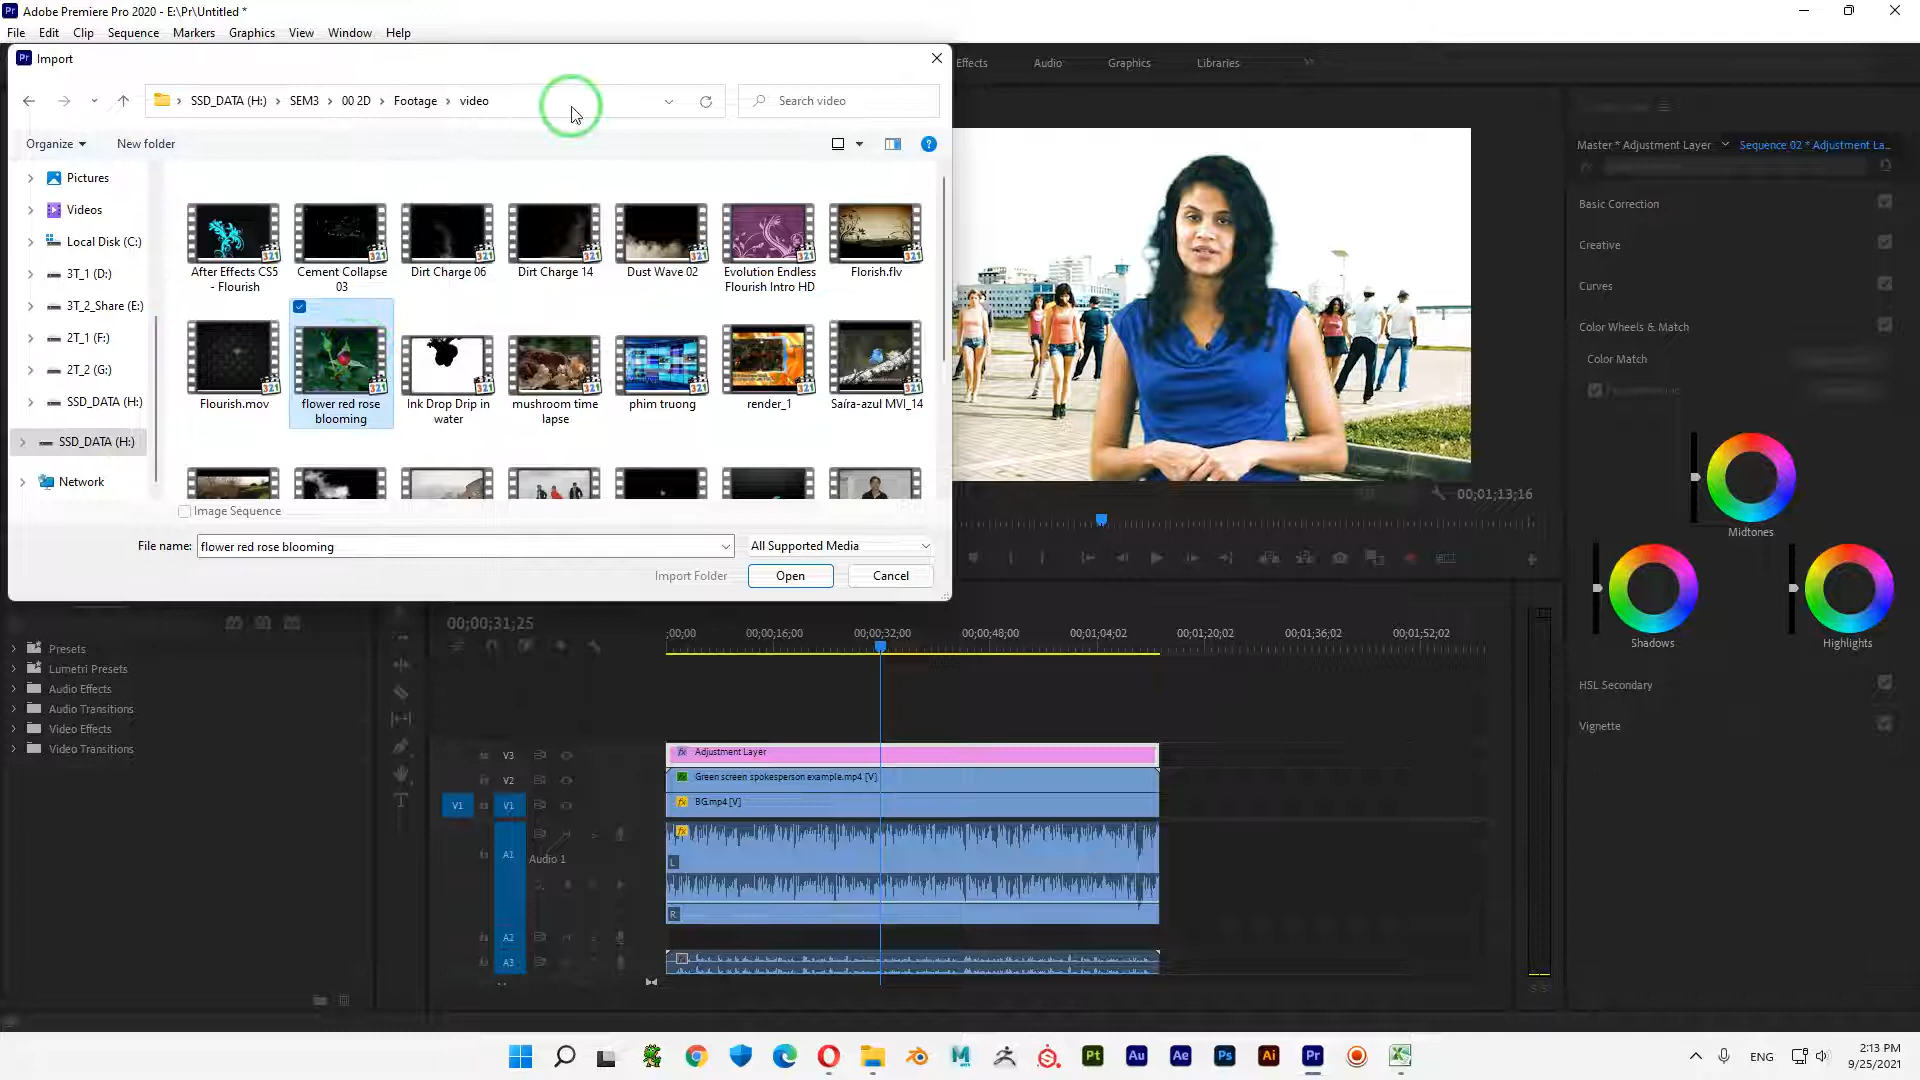 Adobe Premiere Pro 2020 - E:\Pr\Untitled *
File Edit Clip Sequence Markers Graphics View Window Help
Import
Effects Audio Graphics Libraries
SSD_DATA (H:) › SEM3 › 00 2D › Footage › video
Search video
Organize
New folder
Master * Adjustment Layer
Sequence 02 * Adjustment La...
Pictures
Videos
Local Disk (C:)
3T_1 (D:)
3T_2_Share (E:)
2T_1 (F:)
2T_2 (G:)
SSD_DATA (H:)
SSD_DATA (H:)
Network
After Effects CS5 - Flourish
Cement Collapse 03
Dirt Charge 06
Dirt Charge 14
Dust Wave 02
Evolution Endless Flourish Intro HD
Florish.flv
Flourish.mov
flower red rose blooming
Ink Drop Drip in water
mushroom time lapse
phim truong
render_1
Saíra-azul MVI_14
Image Sequence
File name:
flower red rose blooming
All Supported Media
Import Folder
Open
Cancel
Basic Correction
Creative
Curves
Color Wheels & Match
Color Match
Midtones
Shadows
Highlights
HSL Secondary
Vignette
00;01;13;16
00;00;31;25
;00;00
00;00;16;00
00;00;32;00
00;00;48;00
00;01;04;02
00;01;20;02
00;01;36;02
00;01;52;02
Presets
Lumetri Presets
Audio Effects
Audio Transitions
Video Effects
Video Transitions
V3
Adjustment Layer
V2
Green screen spokesperson example.mp4 [V]
V1
V1
BG.mp4 [V]
A1
Audio 1
L
R
A2
A3
S S
Pt
Au
Ae
Ps
Ai
Pr
ENG
2:13 PM
9/25/2021